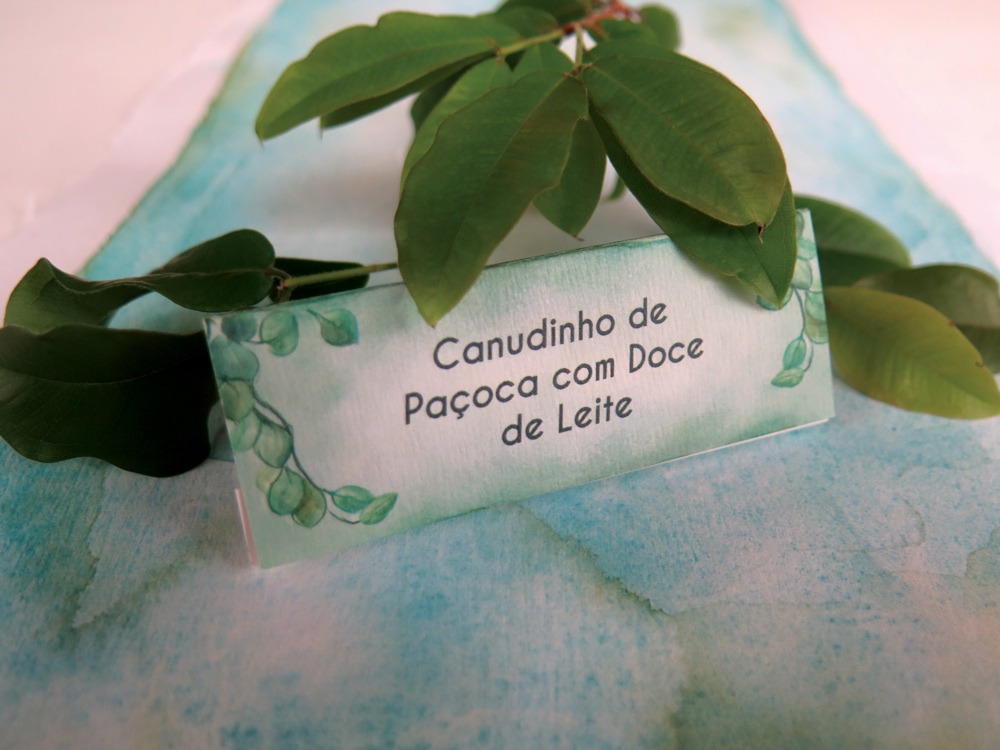 Canudinho de
Paçoca com Doce
de Leite